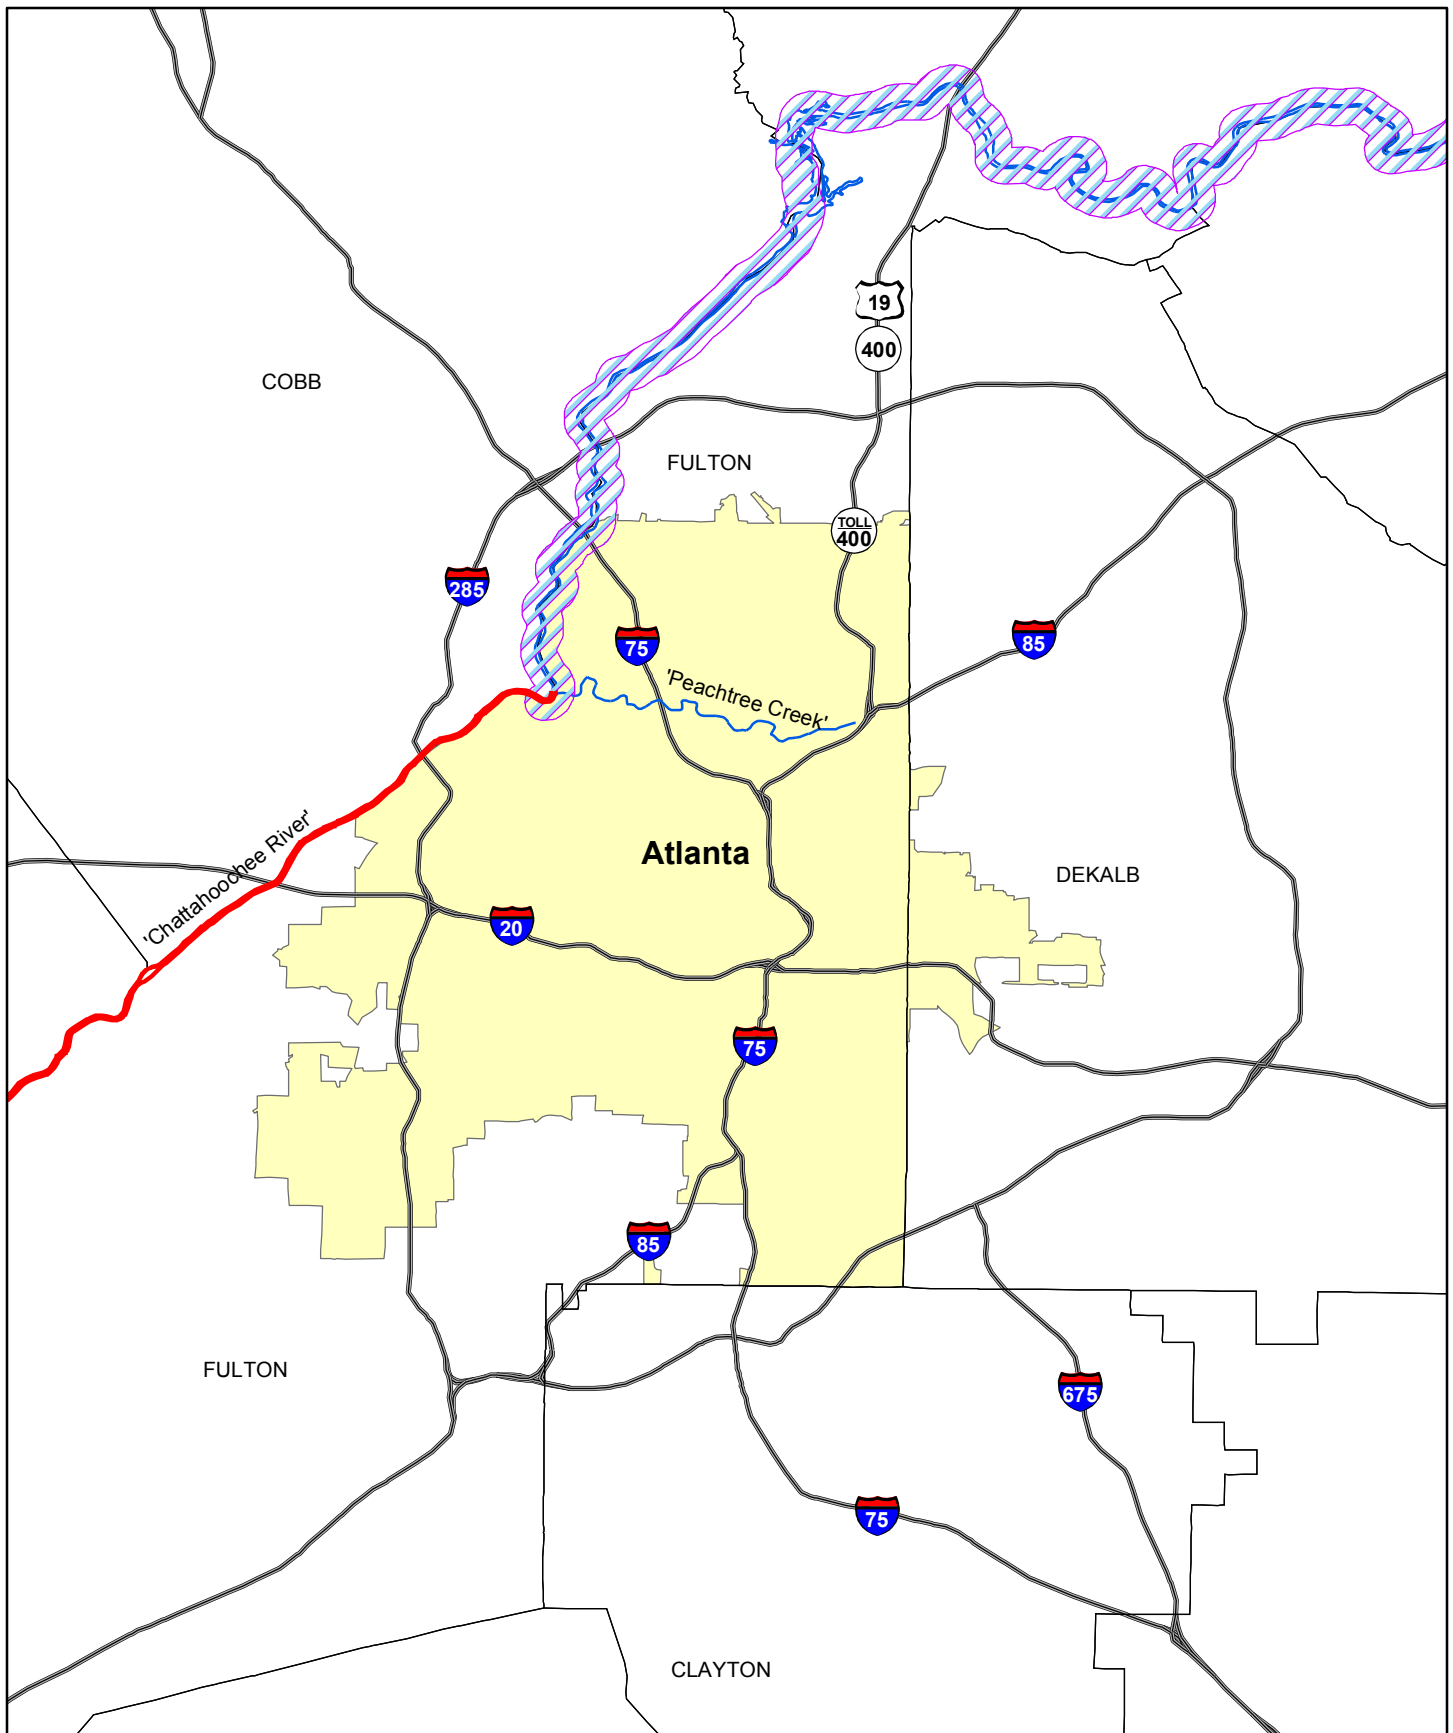 19
400
COBB
FULTON
TOLL
400
285
75
85
'Peachtree Creek'
'Chattahoochee River'
Atlanta
DEKALB
20
75
85
FULTON
675
75
CLAYTON